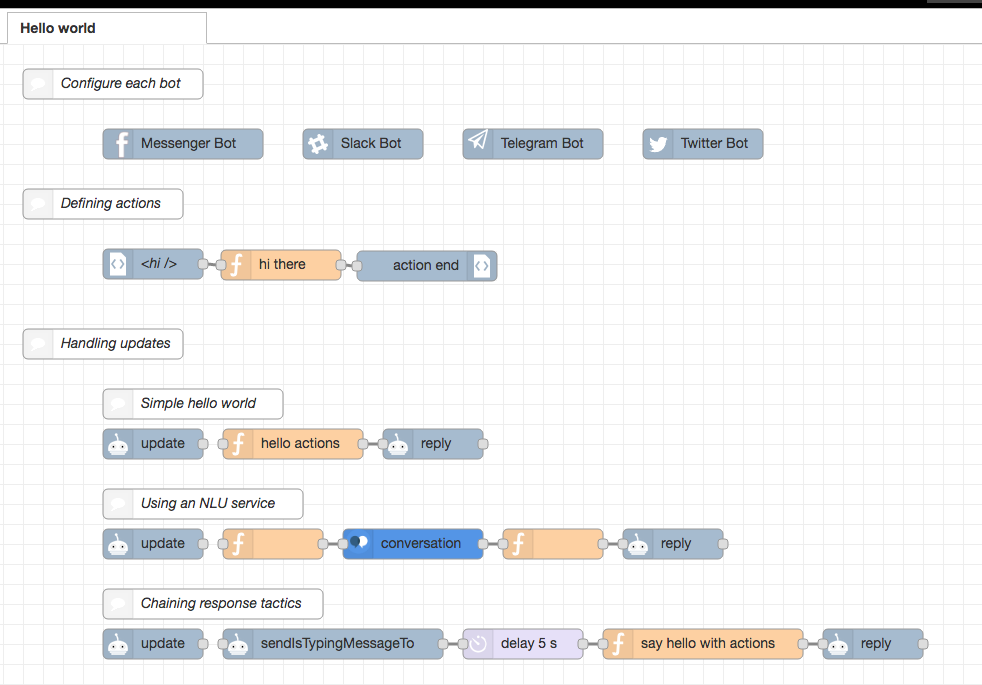 Hello world
Configure each bot
Messenger Bot
Slack Bot
Telegram Bot
Twitter Bot
Defining actions
<hi />
hi there
action end
Handling updates
Simple hello world
update
hello actions
reply
Using an NLU service
update
conversation
reply
Chaining response tactics
update
sendIsTypingMessageTo
delay 5 s
say hello with actions
reply